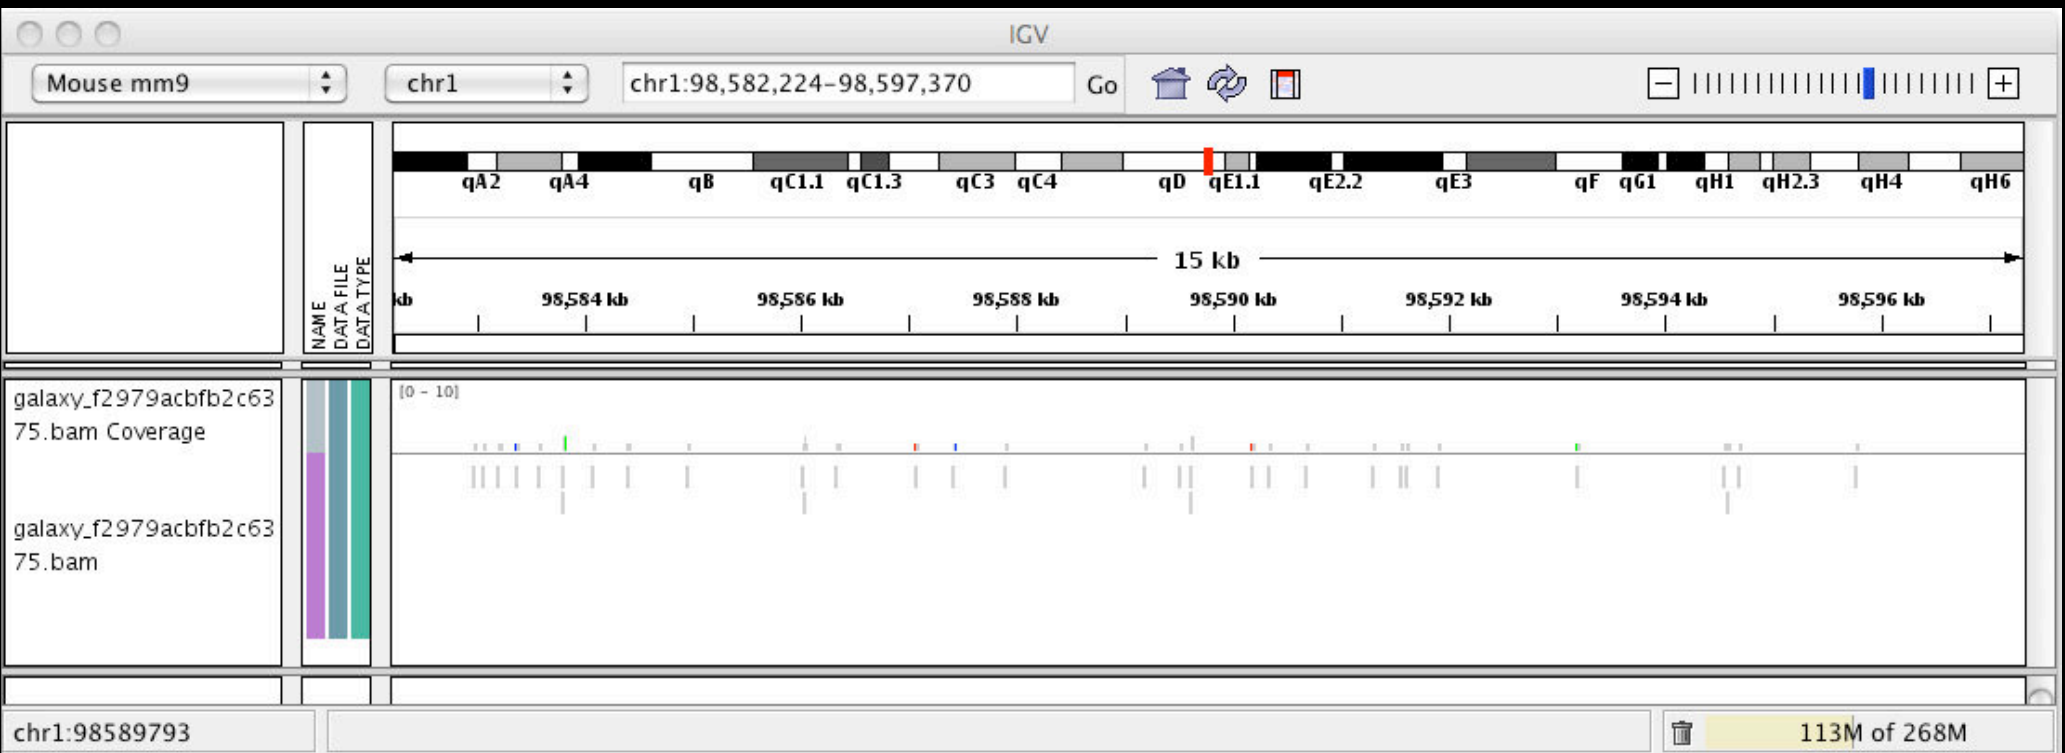 IGV
Mouse mm9 chr1 chr1:98,582,224-98,597,370 Go
qA2 qA4 qB qC1.1 qC1.3 qC3 qC4 qD qE1.1 qE2.2 qE3 qF qG1 qH1 qH2.3 qH4 qH6
15 kb
kb 98,584 kb 98,586 kb 98,588 kb 98,590 kb 98,592 kb 98,594 kb 98,596 kb
NAME
DATA FILE
DATA TYPE
galaxy_f2979acbfb2c63
75.bam Coverage
[0 - 10]
galaxy_f2979acbfb2c63
75.bam
chr1:98589793 113M of 268M